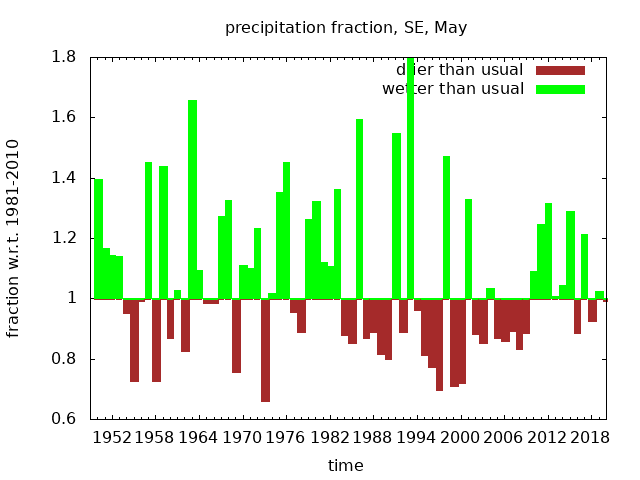 precipitation fraction, SE, May
drier than usual
wetter than usual
fraction w.r.t. 1981-2010
1.8
1.6
1.4
1.2
1
0.8
0.6
1952 1958 1964 1970 1976 1982 1988 1994 2000 2006 2012 2018
time